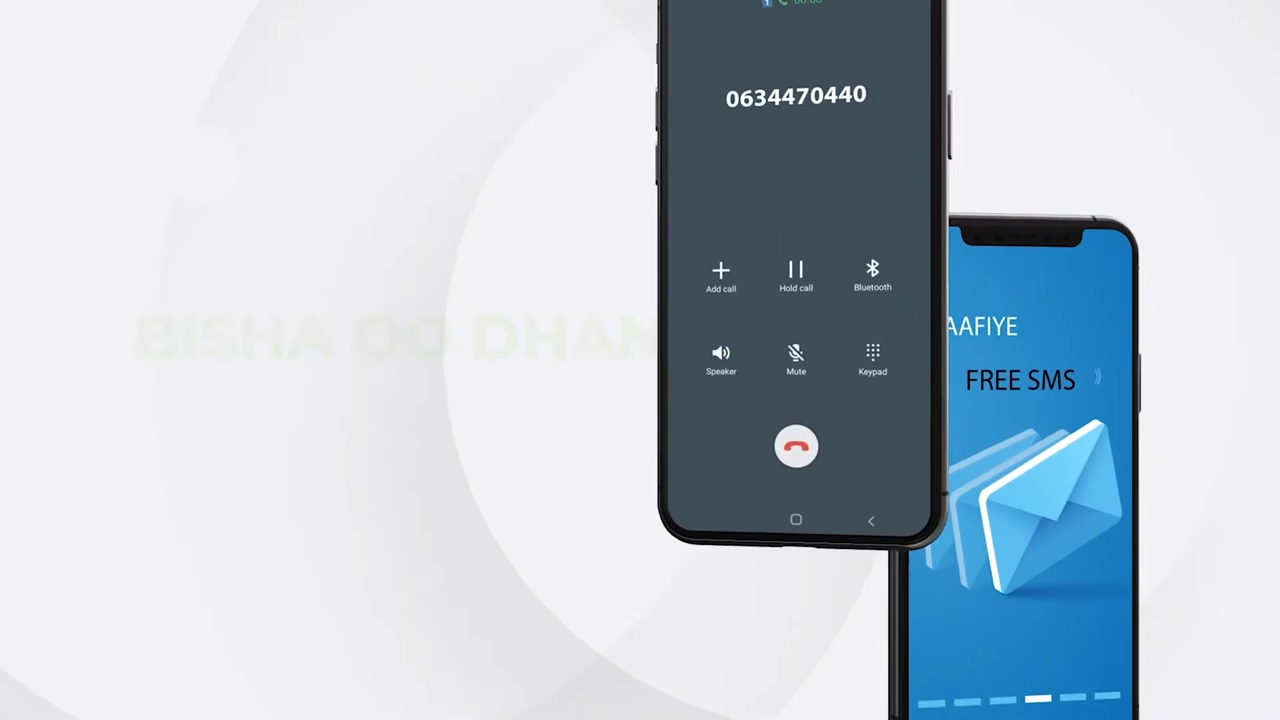 0634470440
Add call
Hold call
Bluetooth
Speaker
Mute
Keypad
AAFIYE
FREE SMS
BISHA OO DHAN